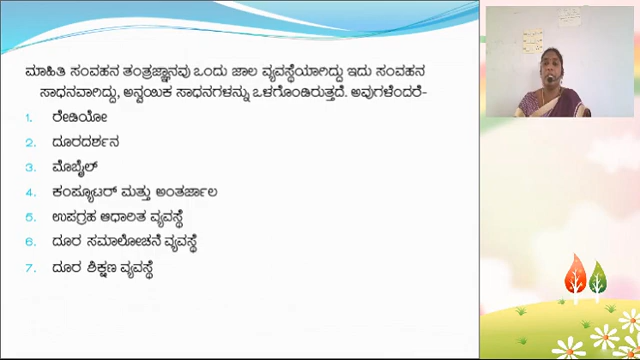 ಮಾಹಿತಿ ಸಂವಹನ ತಂತ್ರಜ್ಞಾನವು ಒಂದು ಜಾಲ ವ್ಯವಸ್ಥೆಯಾಗಿದ್ದು ಇದು ಸಂವಹನ
ಸಾಧನವಾಗಿದ್ದು, ಅನ್ವಯಿಕ ಸಾಧನಗಳನ್ನು ಒಳಗೊಂಡಿರುತ್ತದೆ. ಅವುಗಳೆಂದರೆ-
1. ರೇಡಿಯೋ
2. ದೂರದರ್ಶನ
3. ಮೊಬೈಲ್
4. ಕಂಪ್ಯೂಟರ್ ಮತ್ತು ಅಂತರ್ಜಾಲ
5. ಉಪಗ್ರಹ ಆಧಾರಿತ ವ್ಯವಸ್ಥೆ
6. ದೂರ ಸಮಾಲೋಚನೆ ವ್ಯವಸ್ಥೆ
7. ದೂರ ಶಿಕ್ಷಣ ವ್ಯವಸ್ಥೆ